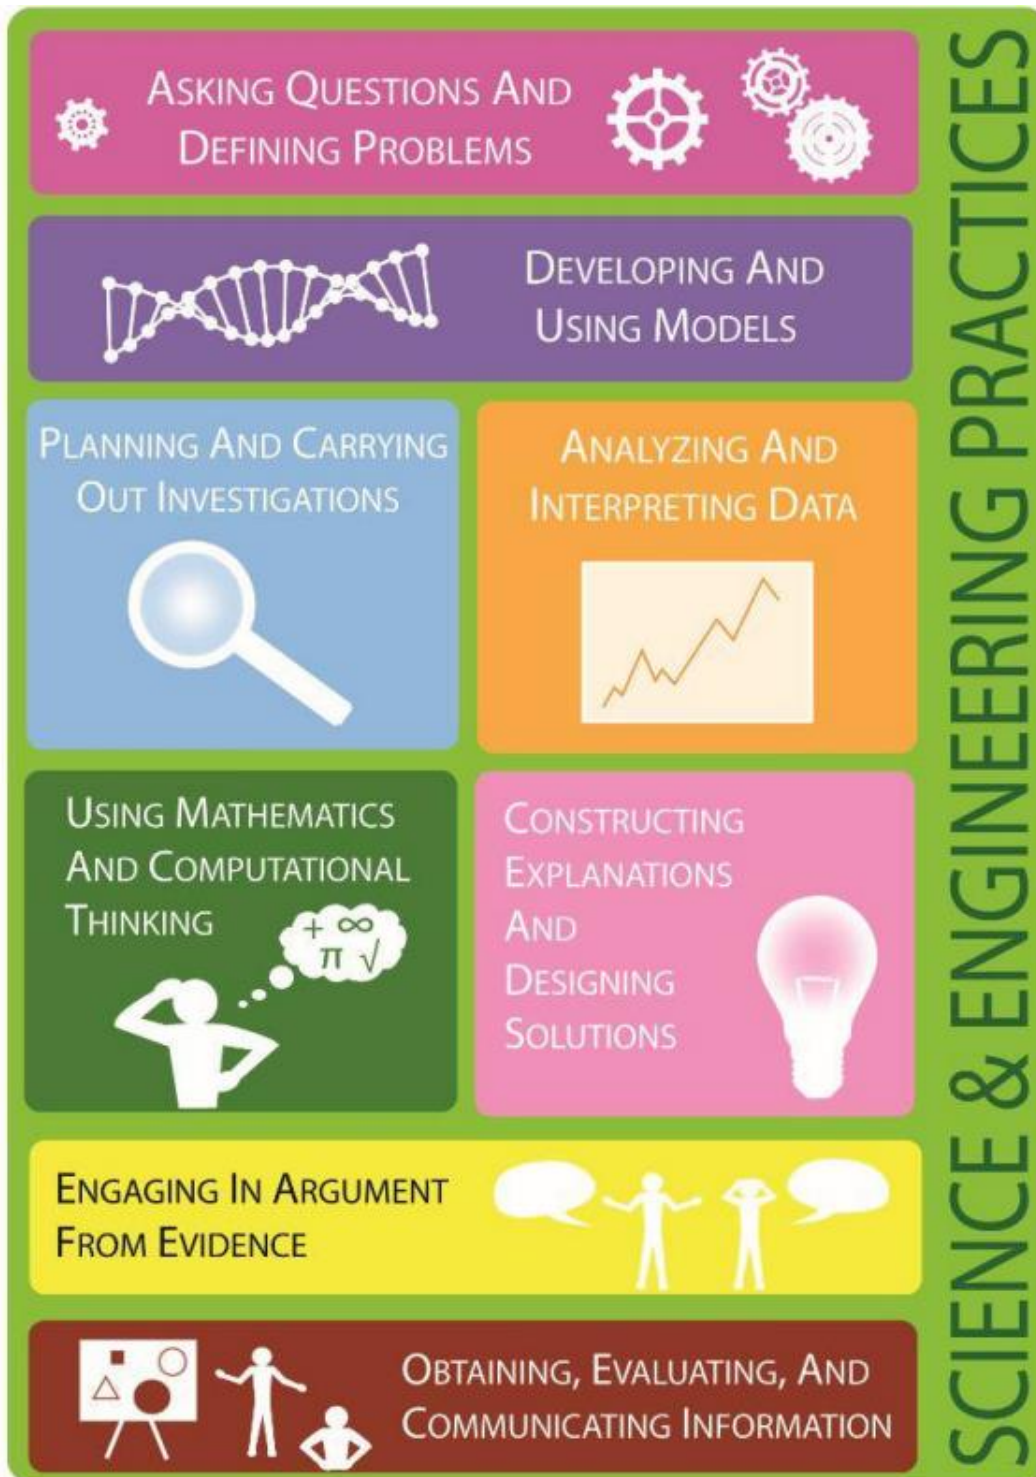 ASKING QUESTIONS AND
DEFINING PROBLEMS
DEVELOPING AND
USING MODELS
PLANNING AND CARRYING
OUT INVESTIGATIONS
ANALYZING AND
INTERPRETING DATA
USING MATHEMATICS
AND COMPUTATIONAL
THINKING
+ ∞
π √
CONSTRUCTING
EXPLANATIONS
AND
DESIGNING
SOLUTIONS
ENGAGING IN ARGUMENT
FROM EVIDENCE
OBTAINING, EVALUATING, AND
COMMUNICATING INFORMATION
SCIENCE & ENGINEERING PRACTICES